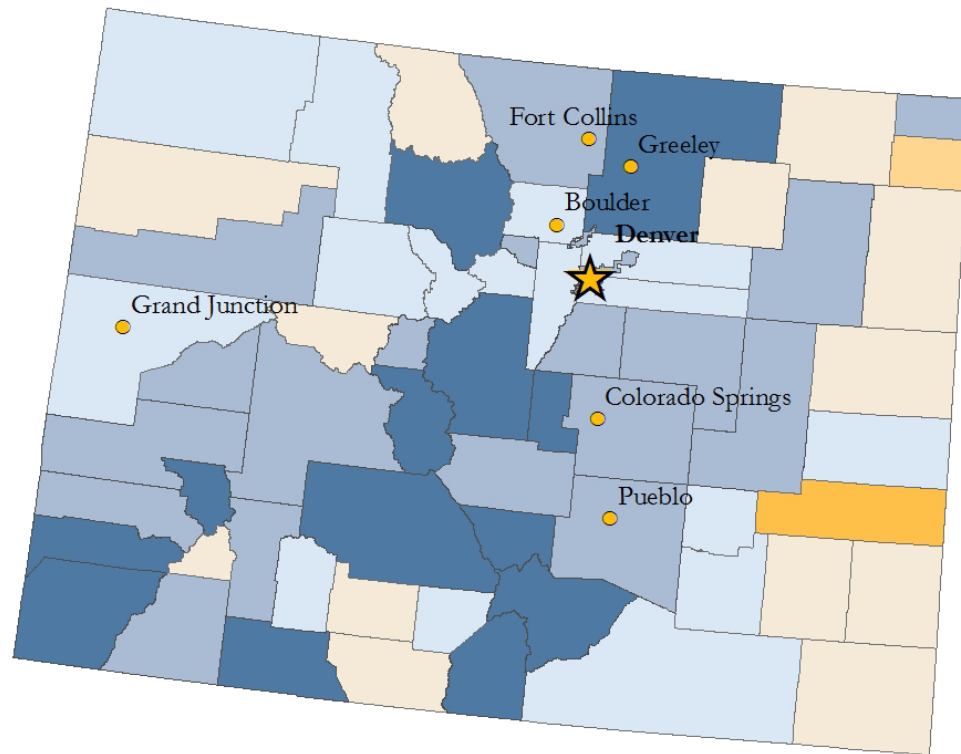 Fort Collins
Greeley
Boulder
Denver
Grand Junction
Colorado Springs
Pueblo